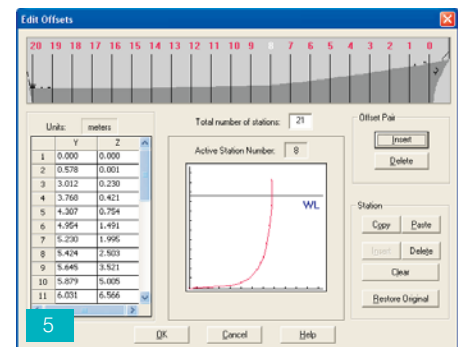 Edit Offsets
20 19 18 17 16 15 14 13 12 11 10 9 8 7 6 5 4 3 2 1 0
Units: meters
Y Z
1 0.000 0.000
2 0.578 0.001
3 3.012 0.230
4 3.768 0.421
5 4.307 0.754
6 4.954 1.491
7 5.230 1.995
8 5.424 2.503
9 5.645 3.521
10 5.879 5.005
11 6.031 6.566
Total number of stations: 21
Active Station Number: 8
WL
Offset Pair
Insert
Delete
Station
Copy Paste
Insert Delete
Clear
Restore Original
OK Cancel Help
5